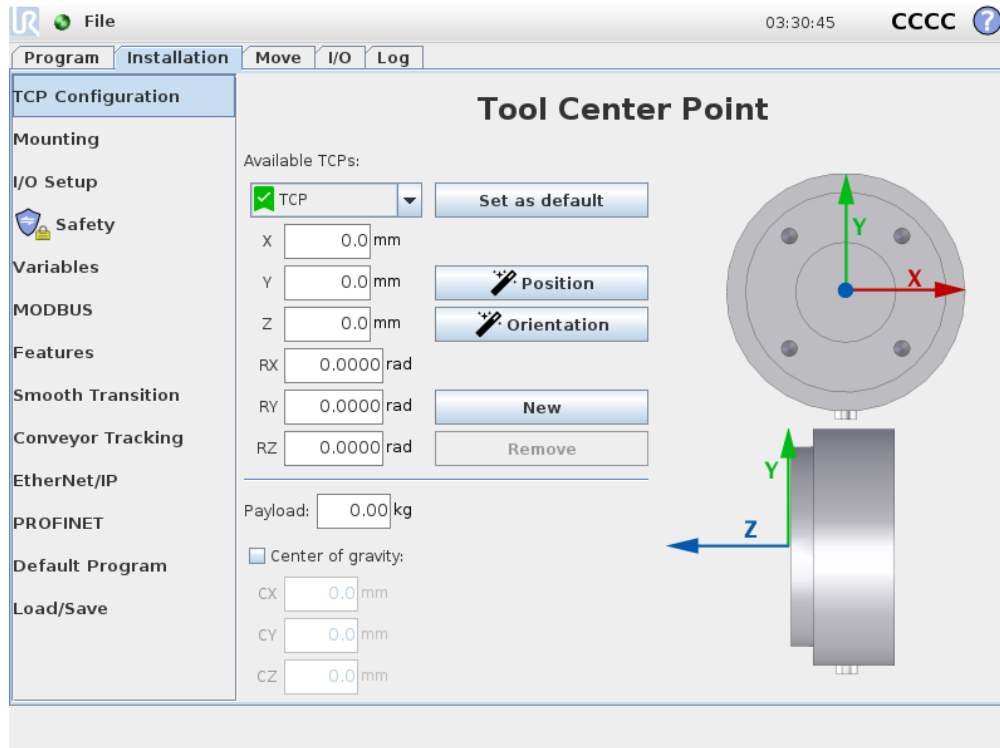 UR File 03:30:45 CCCC ?
Program Installation Move I/O Log
TCP Configuration
Mounting
I/O Setup
Safety
Variables
MODBUS
Features
Smooth Transition
Conveyor Tracking
EtherNet/IP
PROFINET
Default Program
Load/Save
Tool Center Point
Available TCPs:
TCP Set as default
X 0.0 mm
Y 0.0 mm Position
Z 0.0 mm Orientation
RX 0.0000 rad
RY 0.0000 rad New
RZ 0.0000 rad Remove
Payload: 0.00 kg
Center of gravity:
CX 0.0 mm
CY 0.0 mm
CZ 0.0 mm
Y
X
Y
Z